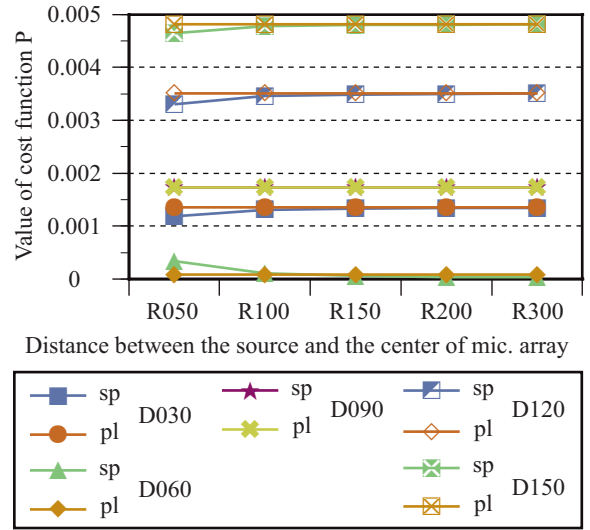 Value of cost function P
0.005
0.004
0.003
0.002
0.001
0
R050 R100 R150 R200 R300
Distance between the source and the center of mic. array
sp
pl
D030
sp
pl
D060
sp
pl
D090
sp
pl
D120
sp
pl
D150